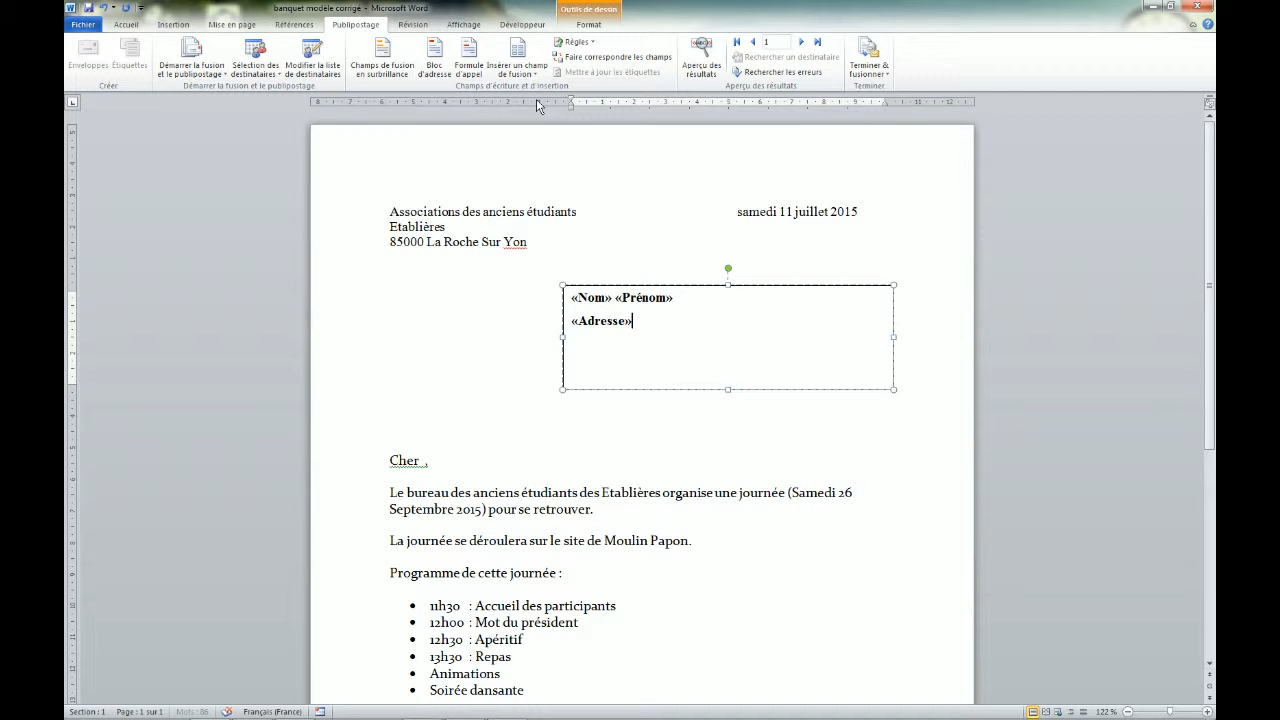 banquet modèle corrigé - Microsoft Word
Outils de dessin
Fichier Accueil Insertion Mise en page Références Publipostage Révision Affichage Développeur Format
Enveloppes Étiquettes
Créer
Démarrer la fusion et le publipostage
Sélection des destinataires
Modifier la liste de destinataires
Démarrer la fusion et le publipostage
Champs de fusion en surbrillance
Bloc d'adresse
Formule d'appel
Insérer un champ de fusion
Règles
Faire correspondre les champs
Mettre à jour les étiquettes
Champs d'écriture et d'insertion
Aperçu des résultats
1
Rechercher un destinataire
Rechercher les erreurs
Aperçu des résultats
Terminer & fusionner
Terminer
Associations des anciens étudiants samedi 11 juillet 2015
Etablières
85000 La Roche Sur Yon
«Nom» «Prénom»
«Adresse»
Cher ,
Le bureau des anciens étudiants des Etablières organise une journée (Samedi 26
Septembre 2015) pour se retrouver.
La journée se déroulera sur le site de Moulin Papon.
Programme de cette journée :
• 11h30 : Accueil des participants
• 12h00 : Mot du président
• 12h30 : Apéritif
• 13h30 : Repas
• Animations
• Soirée dansante
Section : 1 Page : 1 sur 1 Mots : 86 Français (France) 122 %